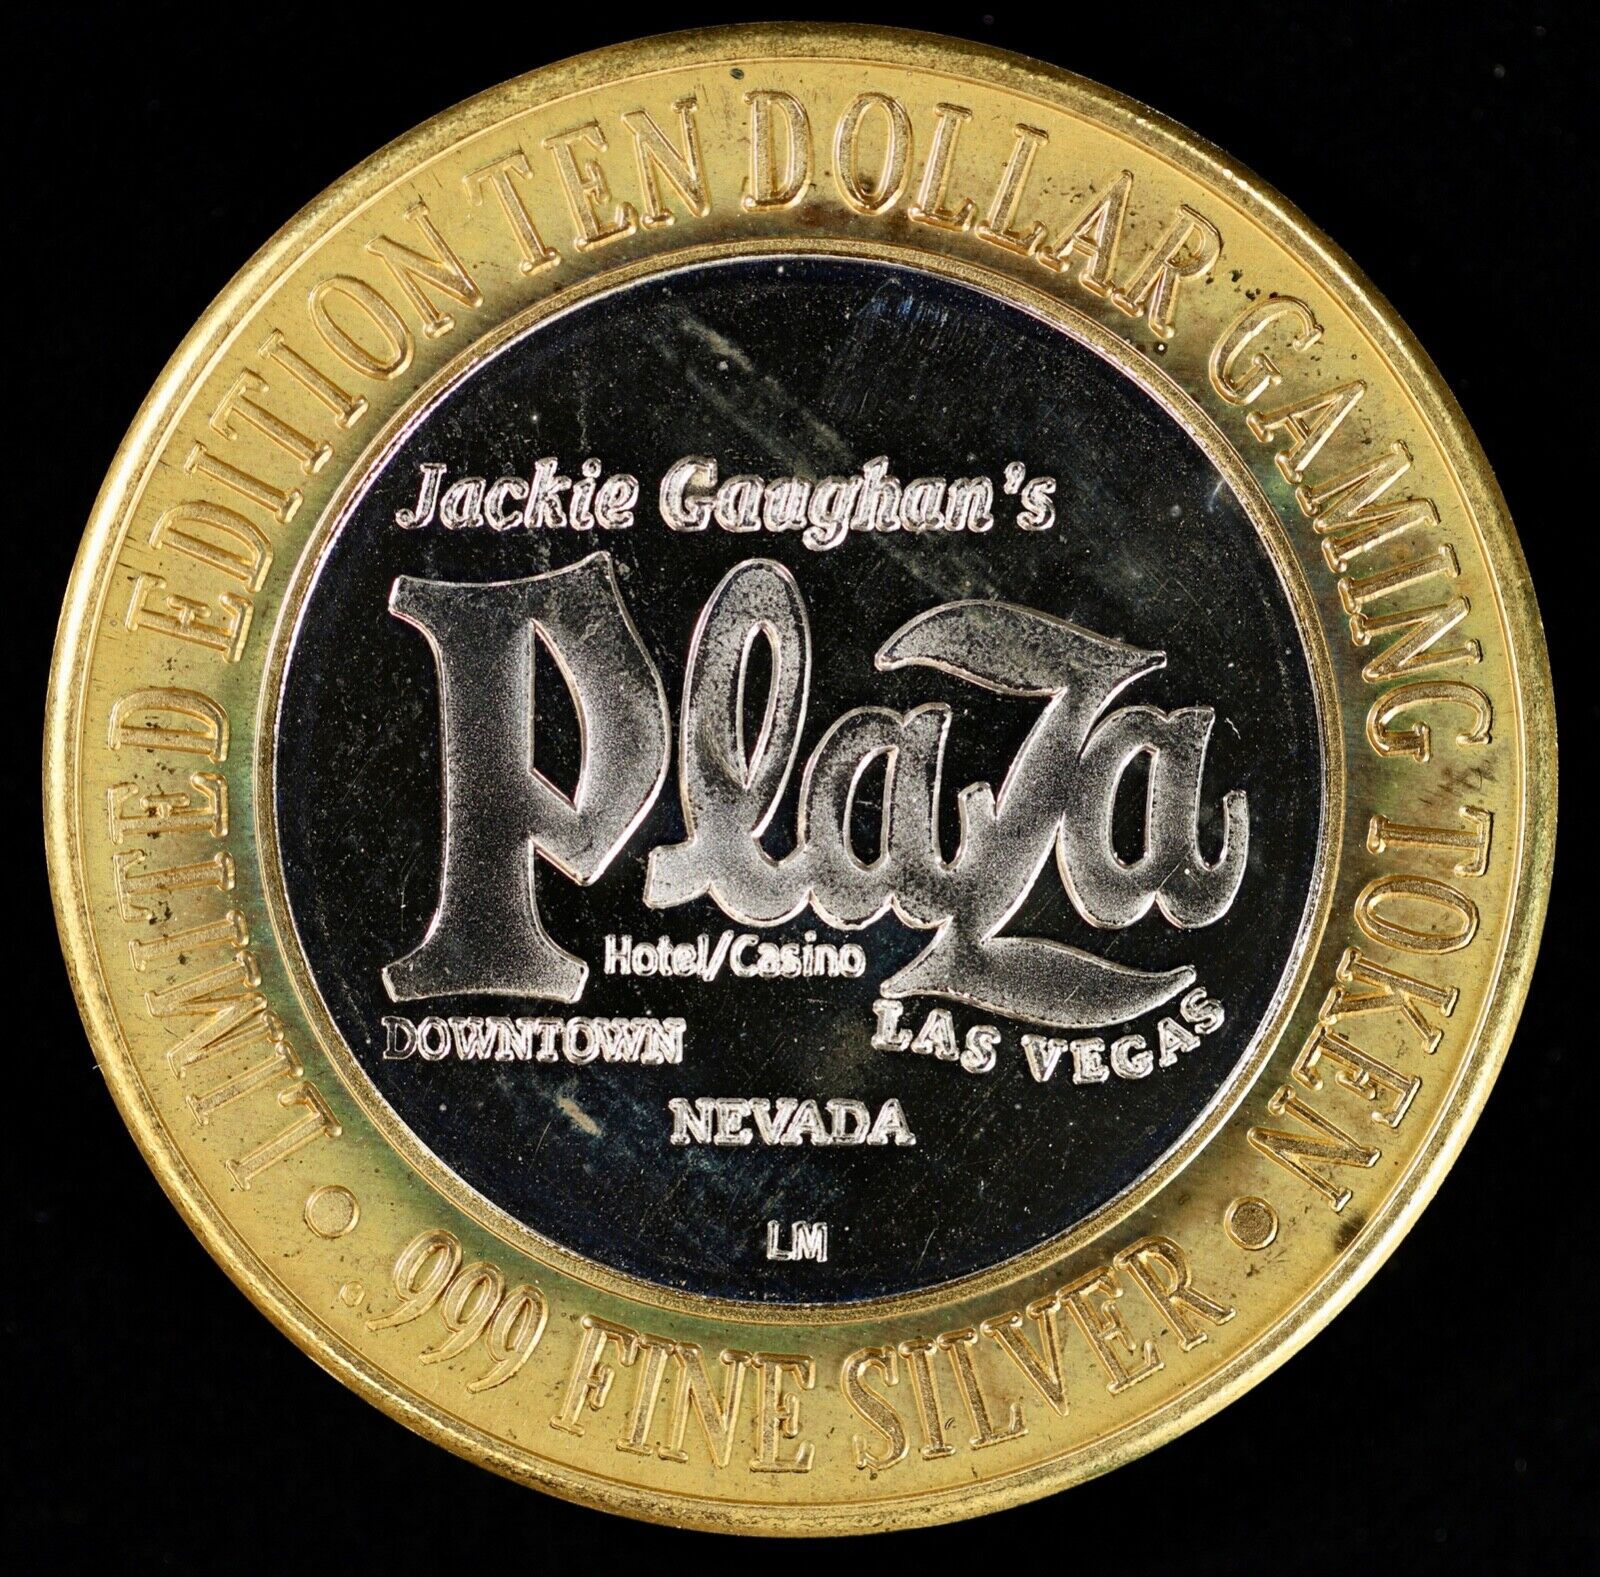 LIMITED EDITION TEN DOLLAR GAMING TOKEN
Jackie Gaughan's
Plaza
Hotel/Casino
DOWNTOWN
LAS VEGAS
NEVADA
LM
.999 FINE SILVER